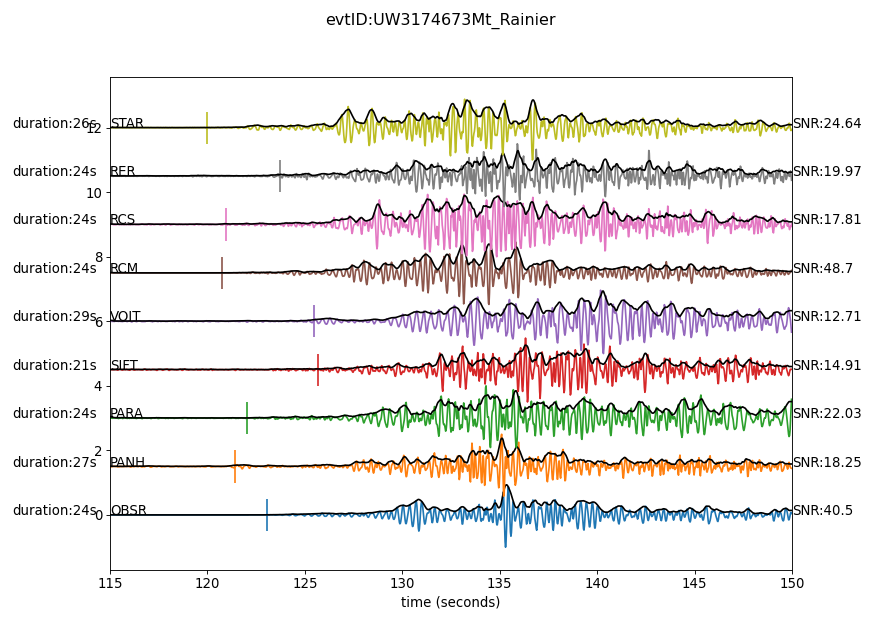 evtID:UW3174673Mt_Rainier
duration:26s STAR SNR:24.64
12
duration:24s RER SNR:19.97
10
duration:24s RCS SNR:17.81
8
duration:24s RCM SNR:48.7
duration:29s VOIT SNR:12.71
6
duration:21s SIFT SNR:14.91
4
duration:24s PARA SNR:22.03
2
duration:27s PANH SNR:18.25
duration:24s OBSR SNR:40.5
0
115 120 125 130 135 140 145 150
time (seconds)